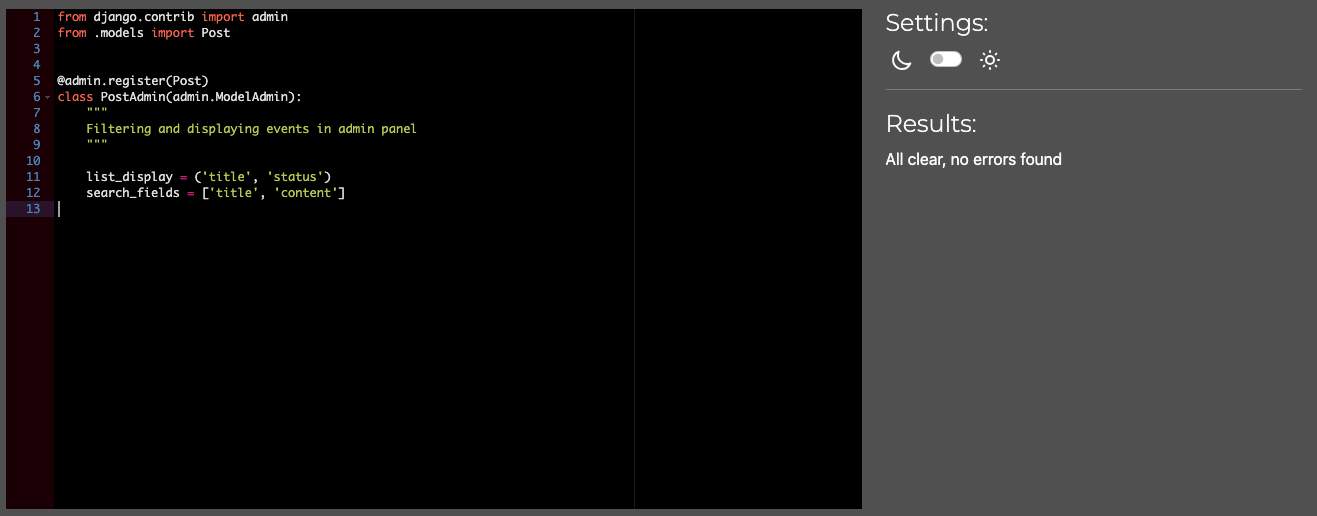 1 from django.contrib import admin
2 from .models import Post
3
4
5 @admin.register(Post)
6 class PostAdmin(admin.ModelAdmin):
7     """
8     Filtering and displaying events in admin panel
9     """
10
11     list_display = ('title', 'status')
12     search_fields = ['title', 'content']
13
Settings:
Results:
All clear, no errors found